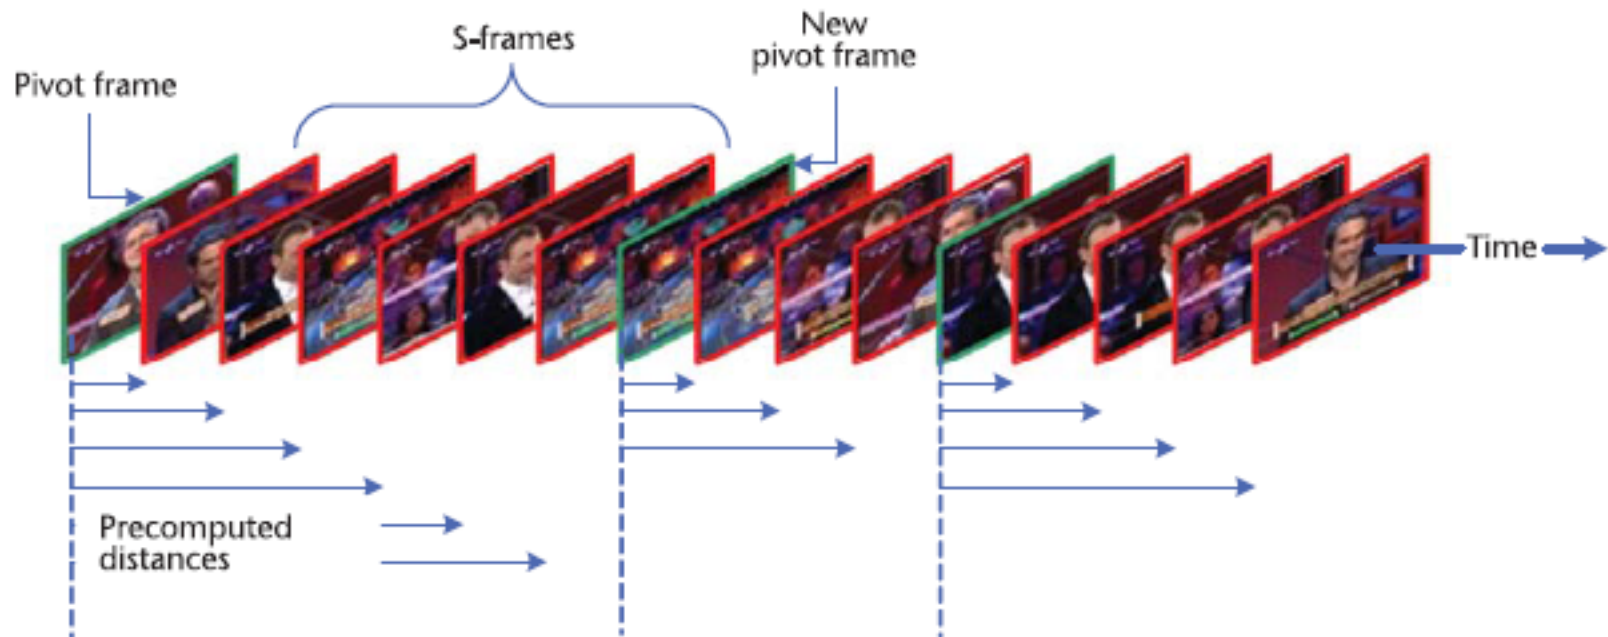 S-frames
New
pivot frame
Pivot frame
Time
Precomputed
distances